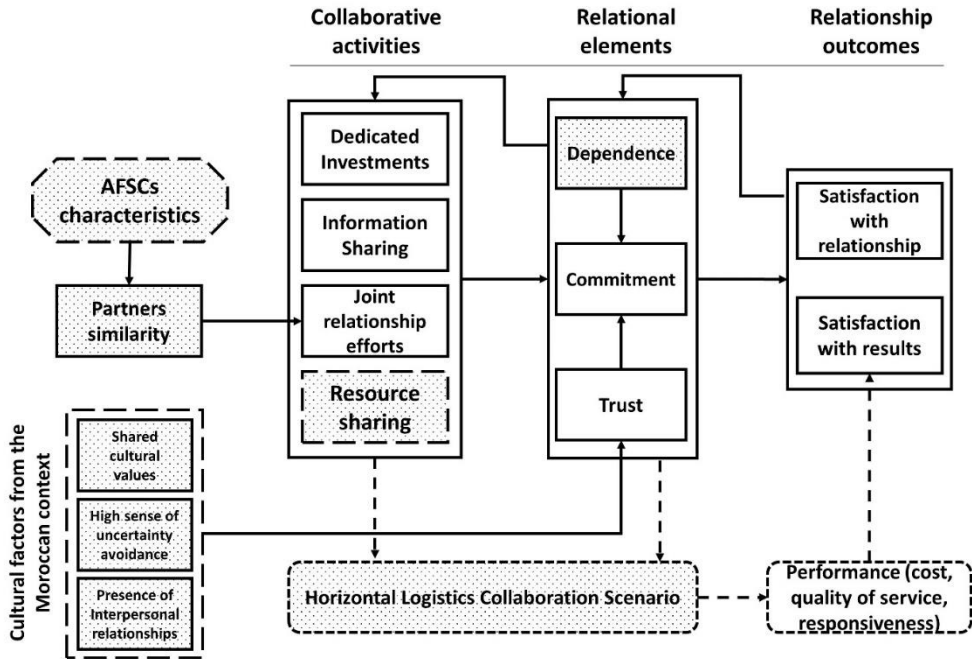 Collaborative
activities
Relational
elements
Relationship
outcomes
AFSCs
characteristics
Partners
similarity
Cultural factors from the
Moroccan context
Shared
cultural
values
High sense of
uncertainty
avoidance
Presence of
Interpersonal
relationships
Dedicated
Investments
Information
Sharing
Joint
relationship
efforts
Resource
sharing
Dependence
Commitment
Trust
Satisfaction
with
relationship
Satisfaction
with results
Horizontal Logistics Collaboration Scenario
Performance (cost,
quality of service,
responsiveness)